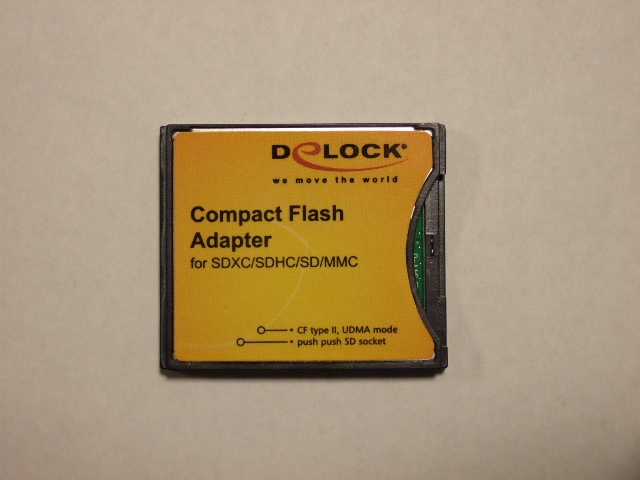 DeLOCK®
we move the world
Compact Flash
Adapter
for SDXC/SDHC/SD/MMC
• CF type II, UDMA mode
• push push SD socket